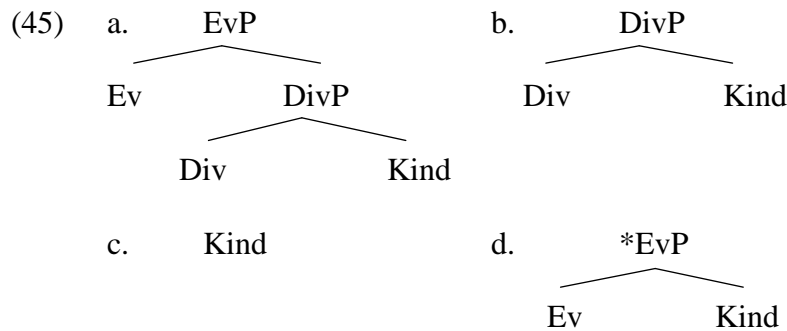 (45) a. EvP b. DivP
Ev DivP Div Kind
Div Kind
c. Kind d. *EvP
Ev Kind